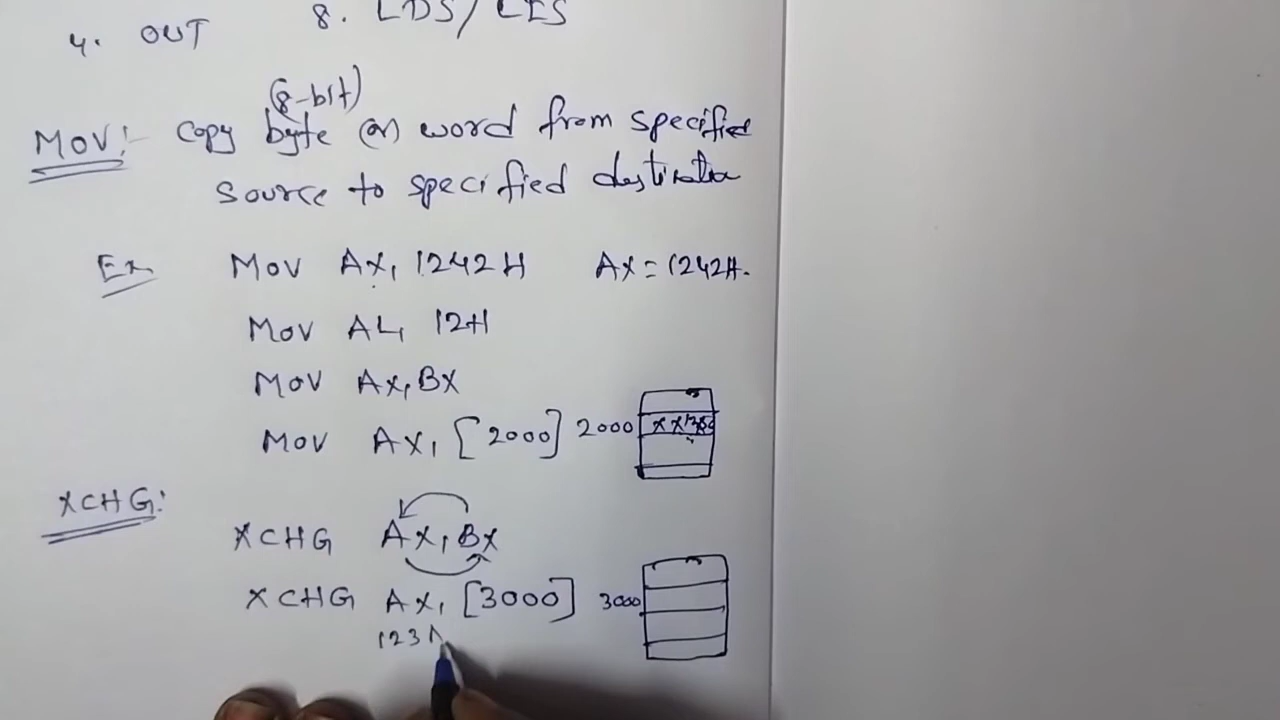 4. OUT 8. LDS/LES
(8-bit)
MOV:- Copy byte (or) word from specified
source to specified destination
Ex Mov AX, 1242H AX = 1242H.
Mov AL, 12H
Mov AX, BX
Mov AX, [2000] 2000
XCHG:
XCHG AX, BX
XCHG AX, [3000] 3000
123